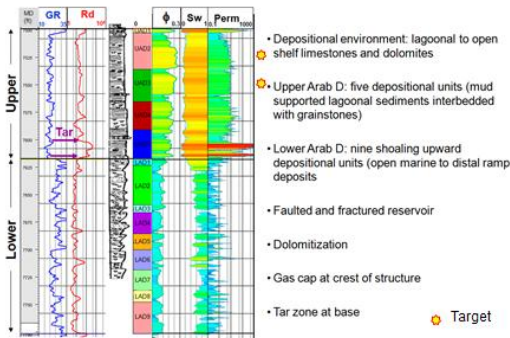 MD
(ft)
GR
Rd
ϕ
Sw
Perm
Upper
Lower
Tar
UAD2
LAD1
LAD2
LAD3
LAD5
LAD6
LAD7
LAD8
LAD9
• Depositional environment: lagoonal to open
shelf limestones and dolomites
• Upper Arab D: five depositional units (mud
supported lagoonal sediments interbedded
with grainstones)
• Lower Arab D: nine shoaling upward
depositional units (open marine to distal ramp
deposits
• Faulted and fractured reservoir
• Dolomitization
• Gas cap at crest of structure
• Tar zone at base
Target